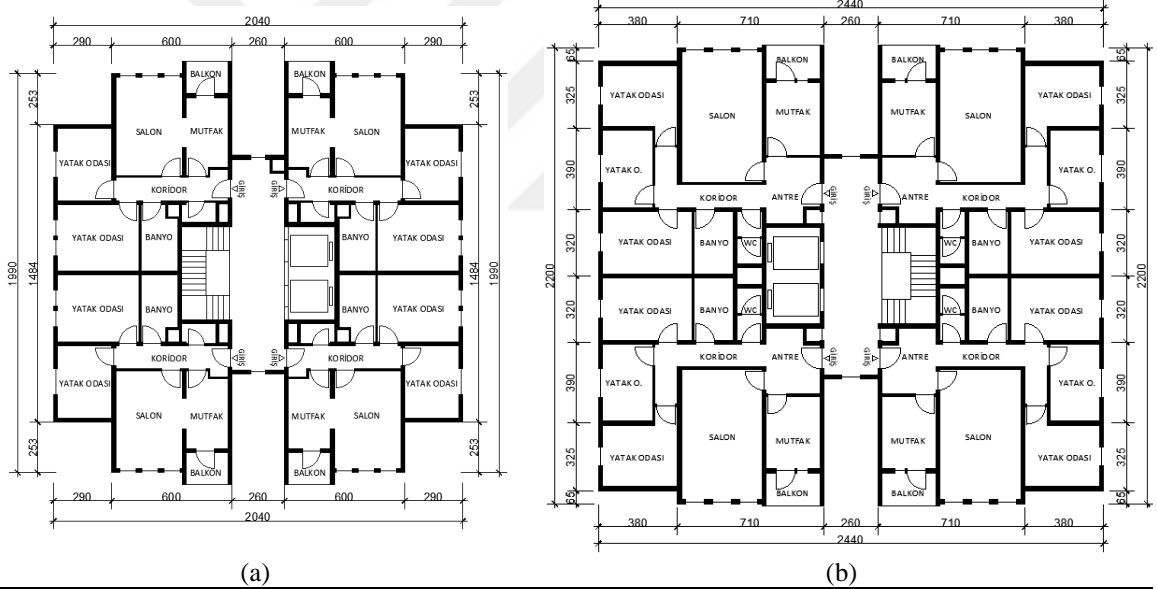 2040
290 600 260 600 290
BALKON BALKON
253 253
SALON MUTFAK MUTFAK SALON
YATAK ODASI YATAK ODASI
KORİDOR GİRİŞ GİRİŞ KORİDOR
YATAK ODASI BANYO BANYO YATAK ODASI
1990 1484 1484 1990
YATAK ODASI BANYO BANYO YATAK ODASI
KORİDOR GİRİŞ GİRİŞ KORİDOR
YATAK ODASI YATAK ODASI
SALON MUTFAK MUTFAK SALON
253 253
BALKON BALKON
290 600 260 600 290
2040
(a)
2440
380 710 260 710 380
65 65
BALKON BALKON
325 YATAK ODASI YATAK ODASI 325
SALON MUTFAK MUTFAK SALON
390 YATAK O. YATAK O. 390
KORİDOR ANTRE GİRİŞ GİRİŞ ANTRE KORİDOR
320 YATAK ODASI BANYO WC WC BANYO YATAK ODASI 320
2200 2200
320 YATAK ODASI BANYO WC WC BANYO YATAK ODASI 320
KORİDOR ANTRE GİRİŞ GİRİŞ ANTRE KORİDOR
390 YATAK O. YATAK O. 390
SALON MUTFAK MUTFAK SALON
325 YATAK ODASI YATAK ODASI 325
BALKON BALKON
65 65
380 710 260 710 380
2440
(b)